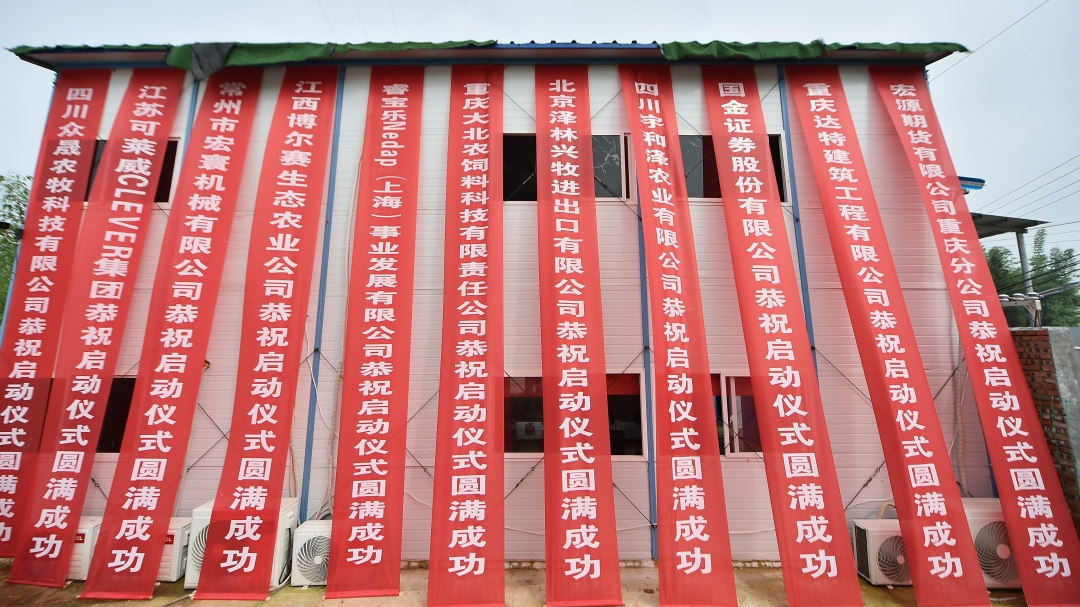 四川众晟农牧科技有限公司恭祝启动仪式圆满成功
江苏可莱威CLEVER集团恭祝启动仪式圆满成功
常州市宏寰机械有限公司恭祝启动仪式圆满成功
江西博尔赛生态农业公司恭祝启动仪式圆满成功
睿宝乐Nedap（上海）事业发展有限公司恭祝启动仪式圆满成功
重庆大北农饲料科技有限责任公司恭祝启动仪式圆满成功
北京泽林兴牧进出口有限公司恭祝启动仪式圆满成功
四川宇和泽农业有限公司恭祝启动仪式圆满成功
国金证券股份有限公司恭祝启动仪式圆满成功
重庆达特建筑工程有限公司恭祝启动仪式圆满成功
宏源期货有限公司重庆分公司恭祝启动仪式圆满成功